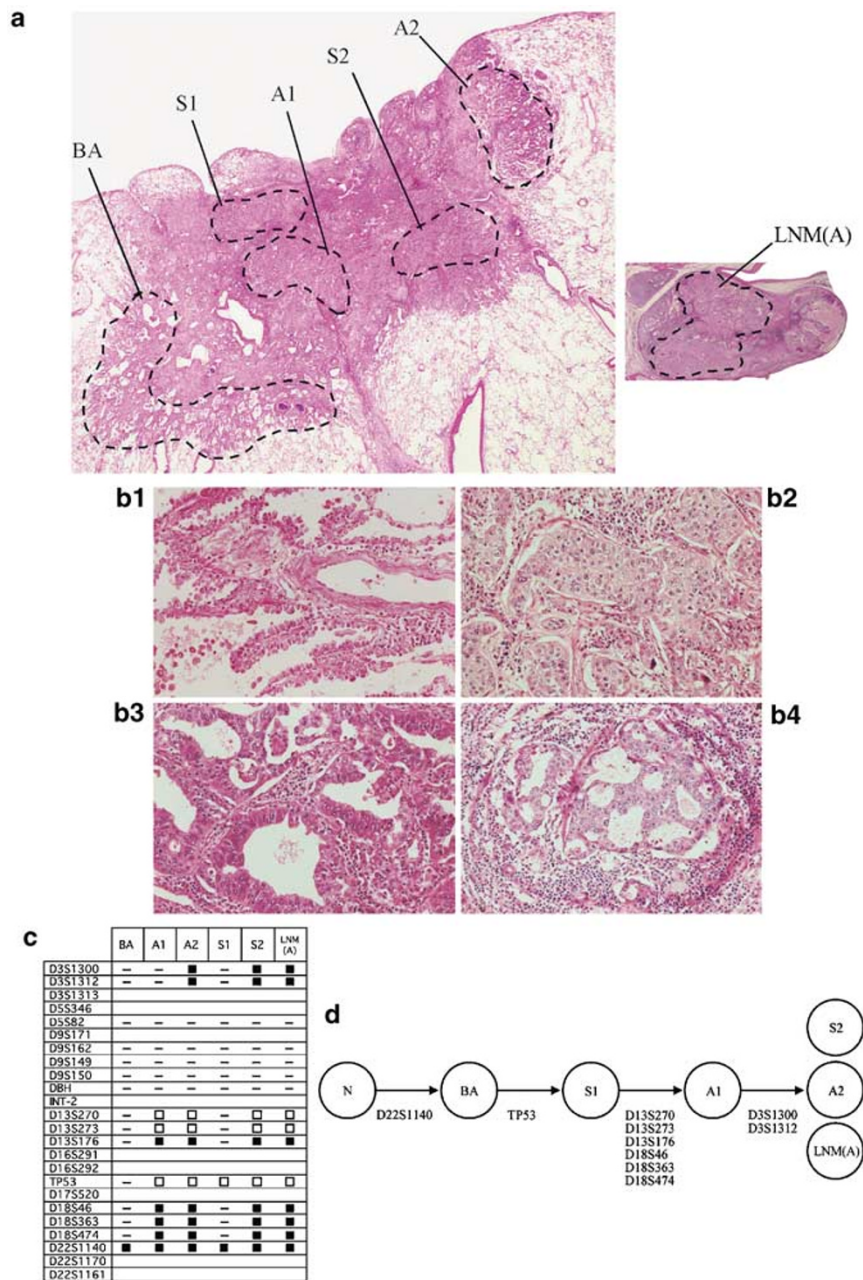 a
A2
S2
A1
S1
BA
LNM(A)
b1
b2
b3
b4
c
BA A1 A2 S1 S2 LNM (A)
D3S1300 – – ■ – ■ ■
D3S1312 – – ■ – ■ ■
D3S1313
D5S346
D5S82 – – – – – –
D9S171
D9S162 – – – – – –
D9S149 – – – – – –
D9S150 – – – – – –
DBH – – – – – –
INT-2
D13S270 – □ □ – □ □
D13S273 – □ □ – □ □
D13S176 – ■ ■ – ■ ■
D16S291
D16S292
TP53 – □ □ □ □ □
D17S520
D18S46 – ■ ■ – ■ ■
D18S363 – ■ ■ – ■ ■
D18S474 – ■ ■ – ■ ■
D22S1140 ■ ■ ■ ■ ■ ■
D22S1170
D22S1161
d
S2
N BA S1 A1 A2
D22S1140 TP53 D13S270 D3S1300
D13S273 D3S1312
D13S176
D18S46
D18S363
D18S474
LNM(A)